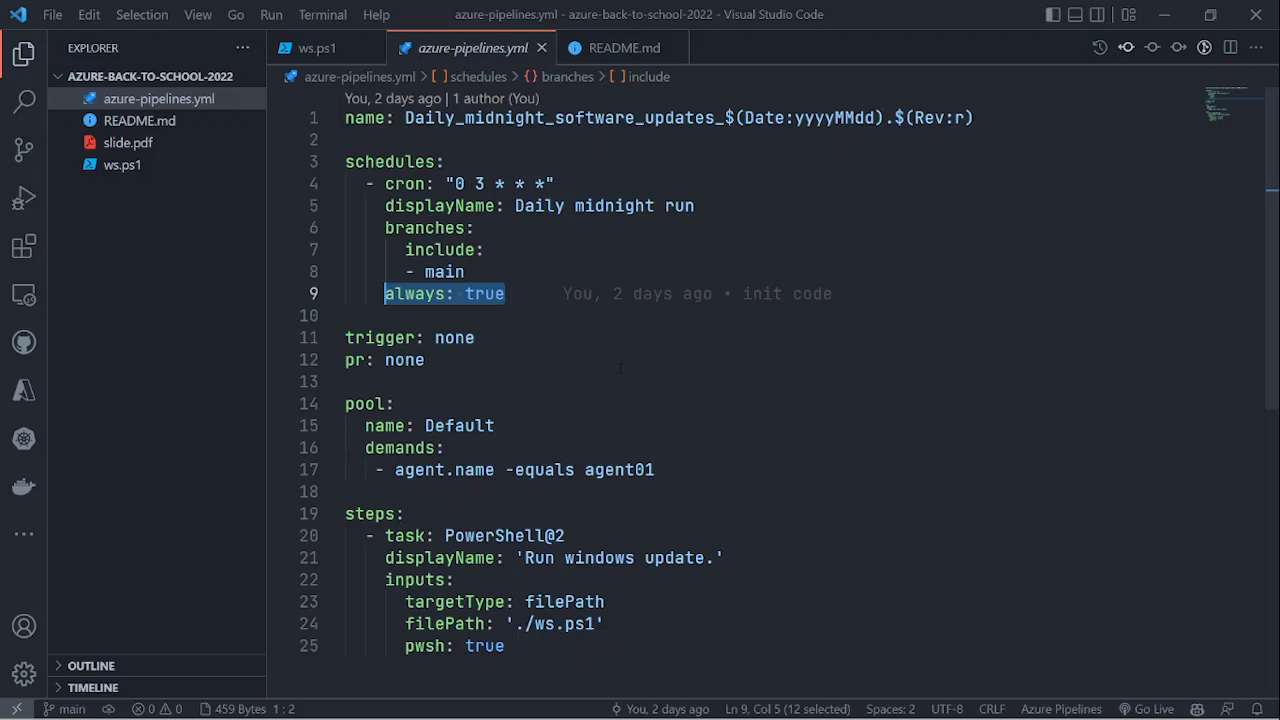 File Edit Selection View Go Run Terminal Help azure-pipelines.yml - azure-back-to-school-2022 - Visual Studio Code
EXPLORER
AZURE-BACK-TO-SCHOOL-2022
azure-pipelines.yml
README.md
slide.pdf
ws.ps1
OUTLINE
TIMELINE
ws.ps1 azure-pipelines.yml README.md
azure-pipelines.yml > [ ] schedules > {} branches > [ ] include
You, 2 days ago | 1 author (You)
1 name: Daily_midnight_software_updates_$(Date:yyyyMMdd).$(Rev:r)
2
3 schedules:
4 - cron: "0 3 * * *"
5 displayName: Daily midnight run
6 branches:
7 include:
8 - main
9 always: true You, 2 days ago • init code
10
11 trigger: none
12 pr: none
13
14 pool:
15 name: Default
16 demands:
17 - agent.name -equals agent01
18
19 steps:
20 - task: PowerShell@2
21 displayName: 'Run windows update.'
22 inputs:
23 targetType: filePath
24 filePath: './ws.ps1'
25 pwsh: true
main 0 0 459 Bytes 1 : 2 You, 2 days ago Ln 9, Col 5 (12 selected) Spaces: 2 UTF-8 CRLF Azure Pipelines Go Live